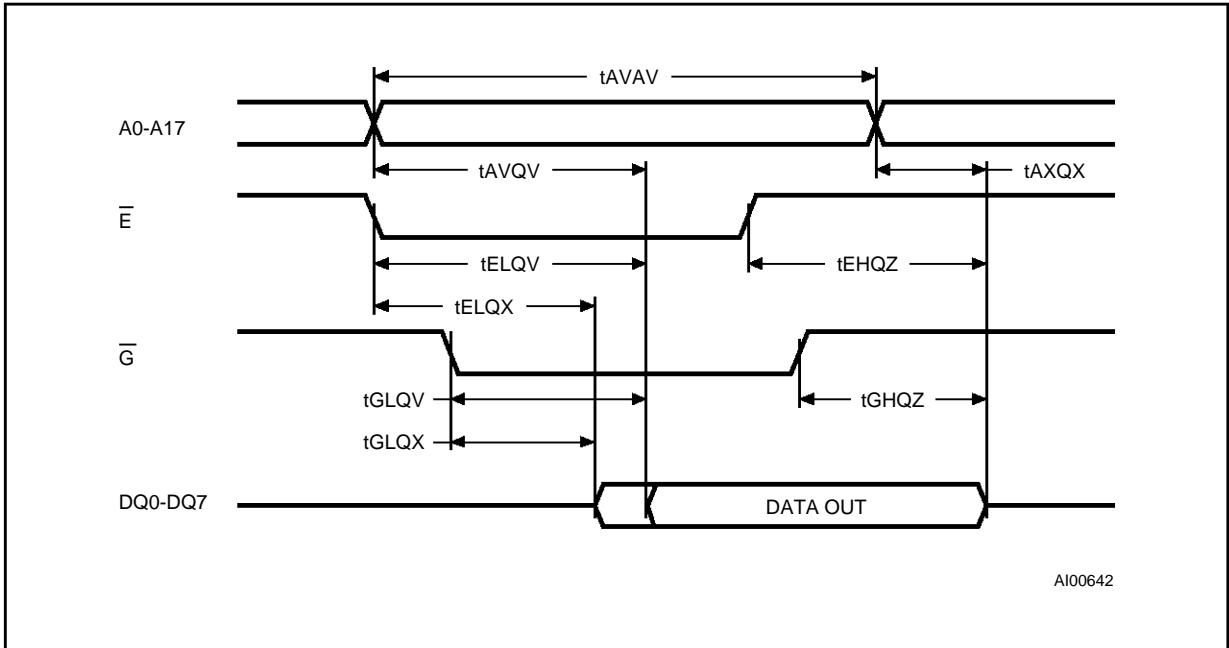 tAVAV
A0-A17
tAVQV
tAXQX
E
tELQV
tEHQZ
tELQX
G
tGLQV
tGHQZ
tGLQX
DQ0-DQ7
DATA OUT
AI00642